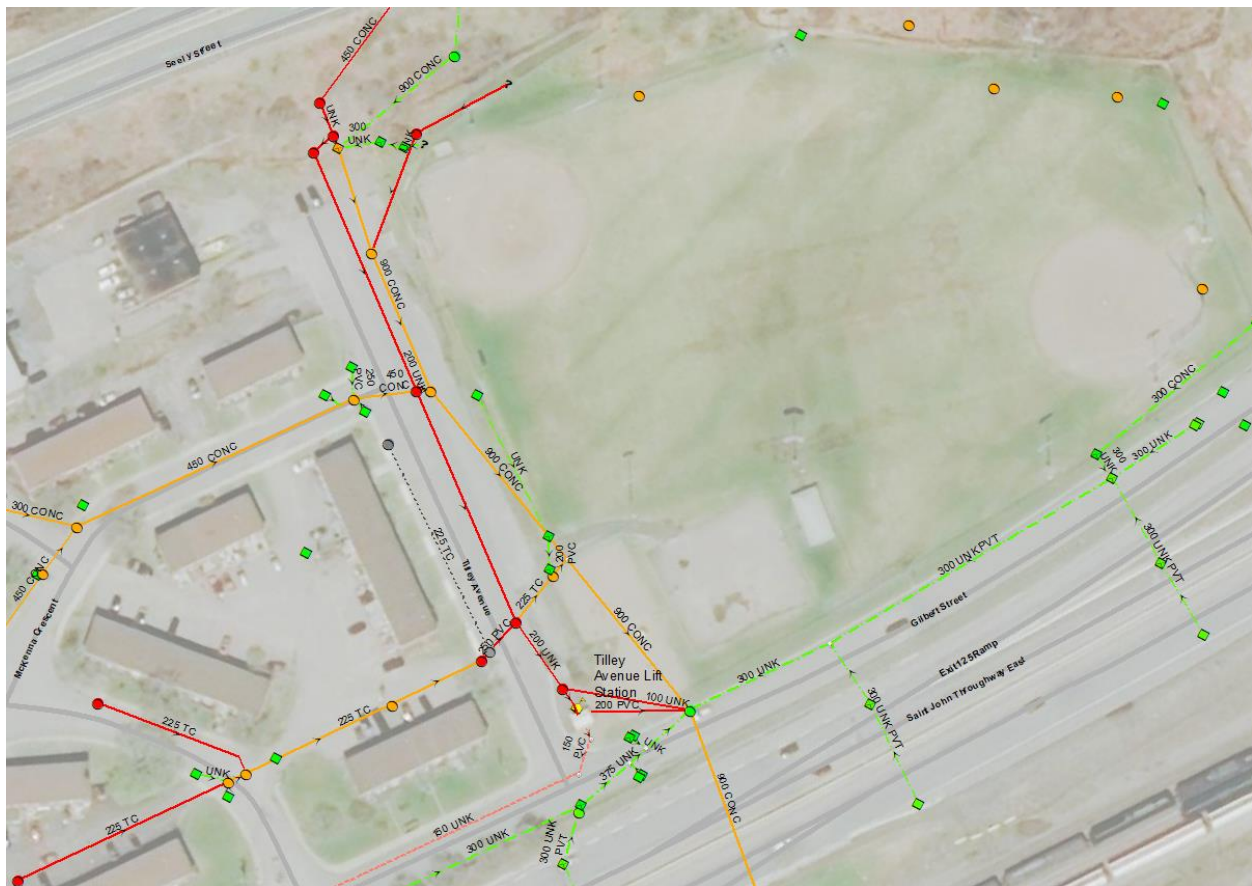 Seely Street
450 CONC
900 CONC
?
UNK
300
UNK
UNK
?
900 CONC
200 UNK
450
CONC
250
PVC
450 CONC
300 CONC
450 CONC
McKenna Crescent
225 TC
Tilley Avenue
UNK
900 CONC
200
PVC
225 TC
900 CONC
200 UNK
Tilley
Avenue Lift
Station
100 UNK
200 PVC
150
PVC
225 TC
225 TC
UNK
225 TC
150 UNK
300 UNK
375 UNK
UNK
300 UNK
PVT
900 CONC
300 UNK
300 UNK PVT
300 UNK PVT
Gilbert Street
Exit 125 Ramp
Saint John Throughway East
300 UNK PVT
300
UNK
300 UNK
300 CONC